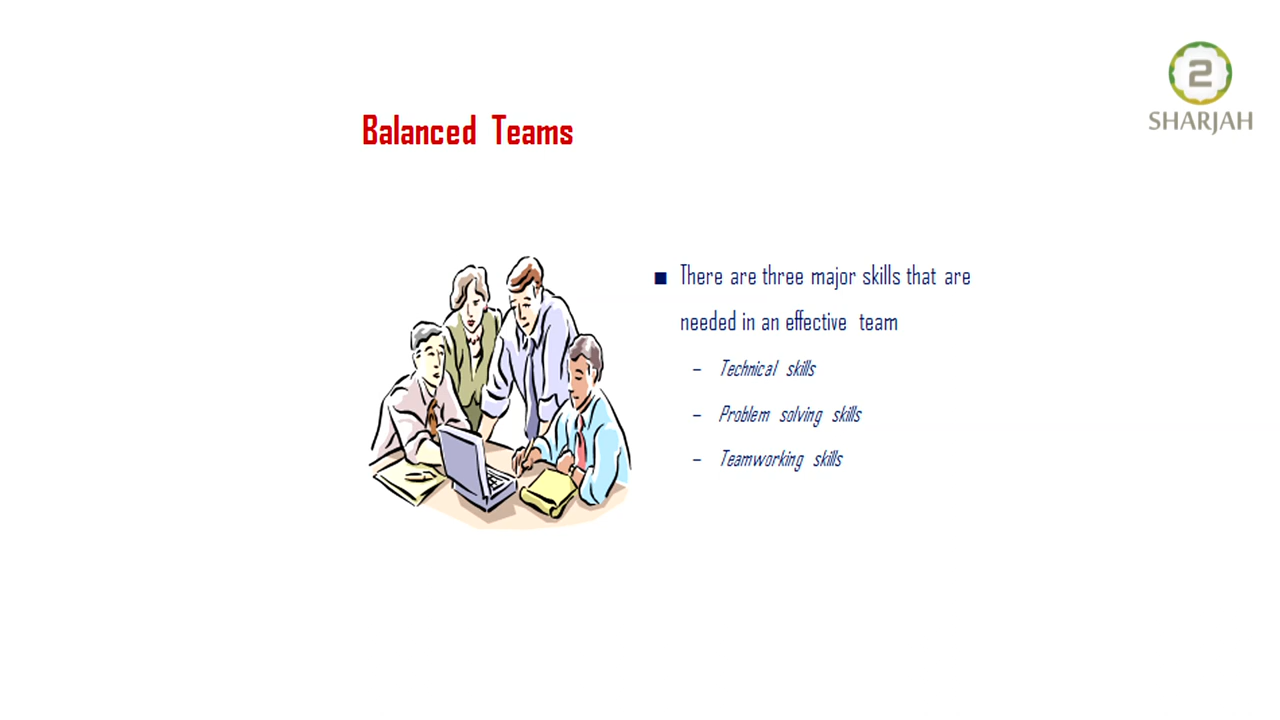 2
SHARJAH
Balanced Teams
■ There are three major skills that are
needed in an effective team
– Technical skills
– Problem solving skills
– Teamworking skills